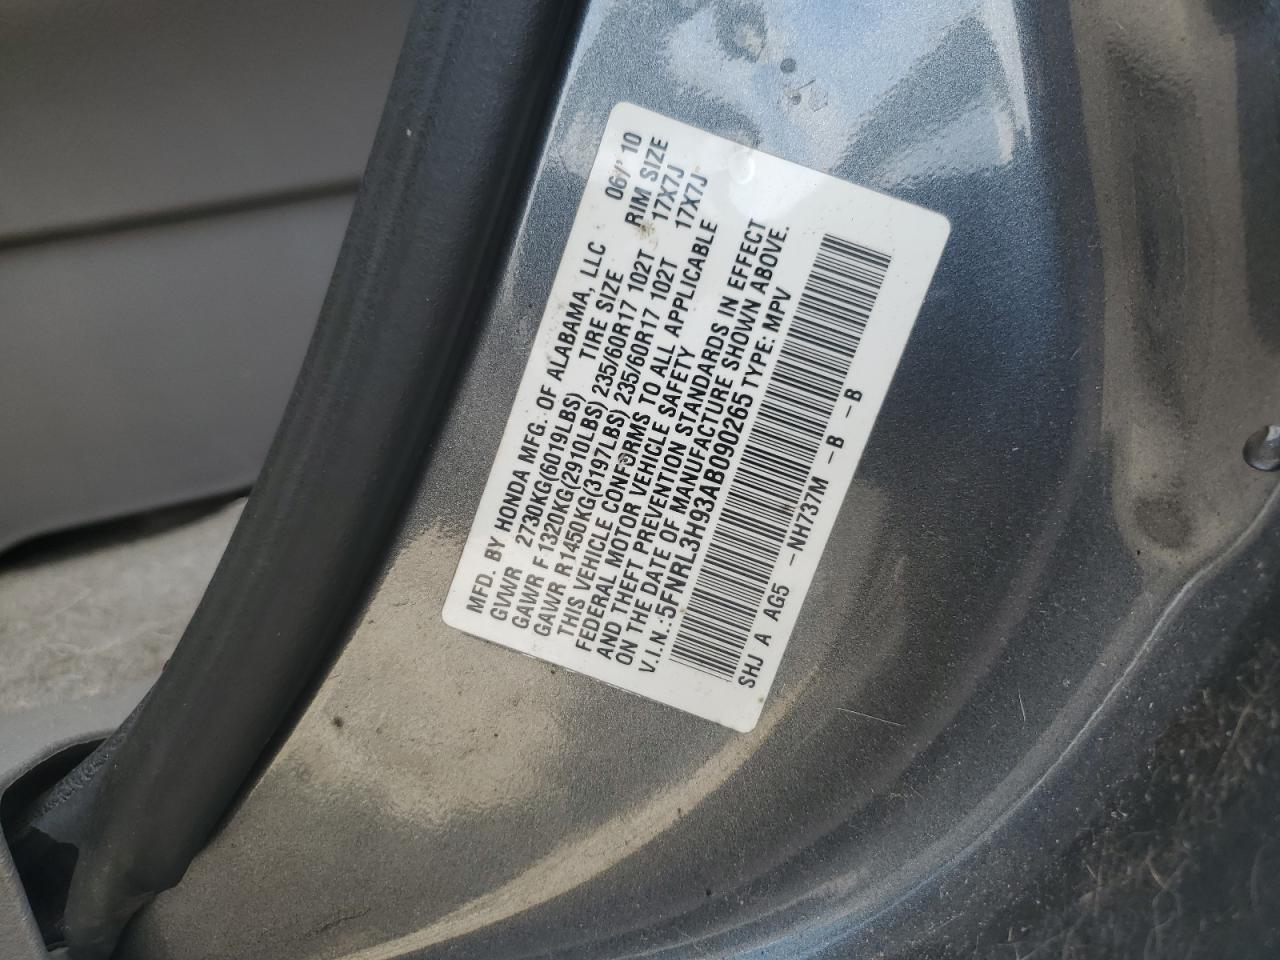 MFD. BY HONDA MFG. OF ALABAMA, LLC 06/ 10
GVWR 2730KG(6019LBS) TIRE SIZE RIM SIZE
GAWR F 1320KG(2910LBS) 235/60R17 102T 17X7J
GAWR R1450KG(3197LBS) 235/60R17 102T 17X7J
THIS VEHICLE CONFORMS TO ALL APPLICABLE
FEDERAL MOTOR VEHICLE SAFETY
AND THEFT PREVENTION STANDARDS IN EFFECT
ON THE DATE OF MANUFACTURE SHOWN ABOVE.
V.I.N.:5FNRL3H93AB090265 TYPE: MPV
SHJ A AG5 -NH737M -B -B